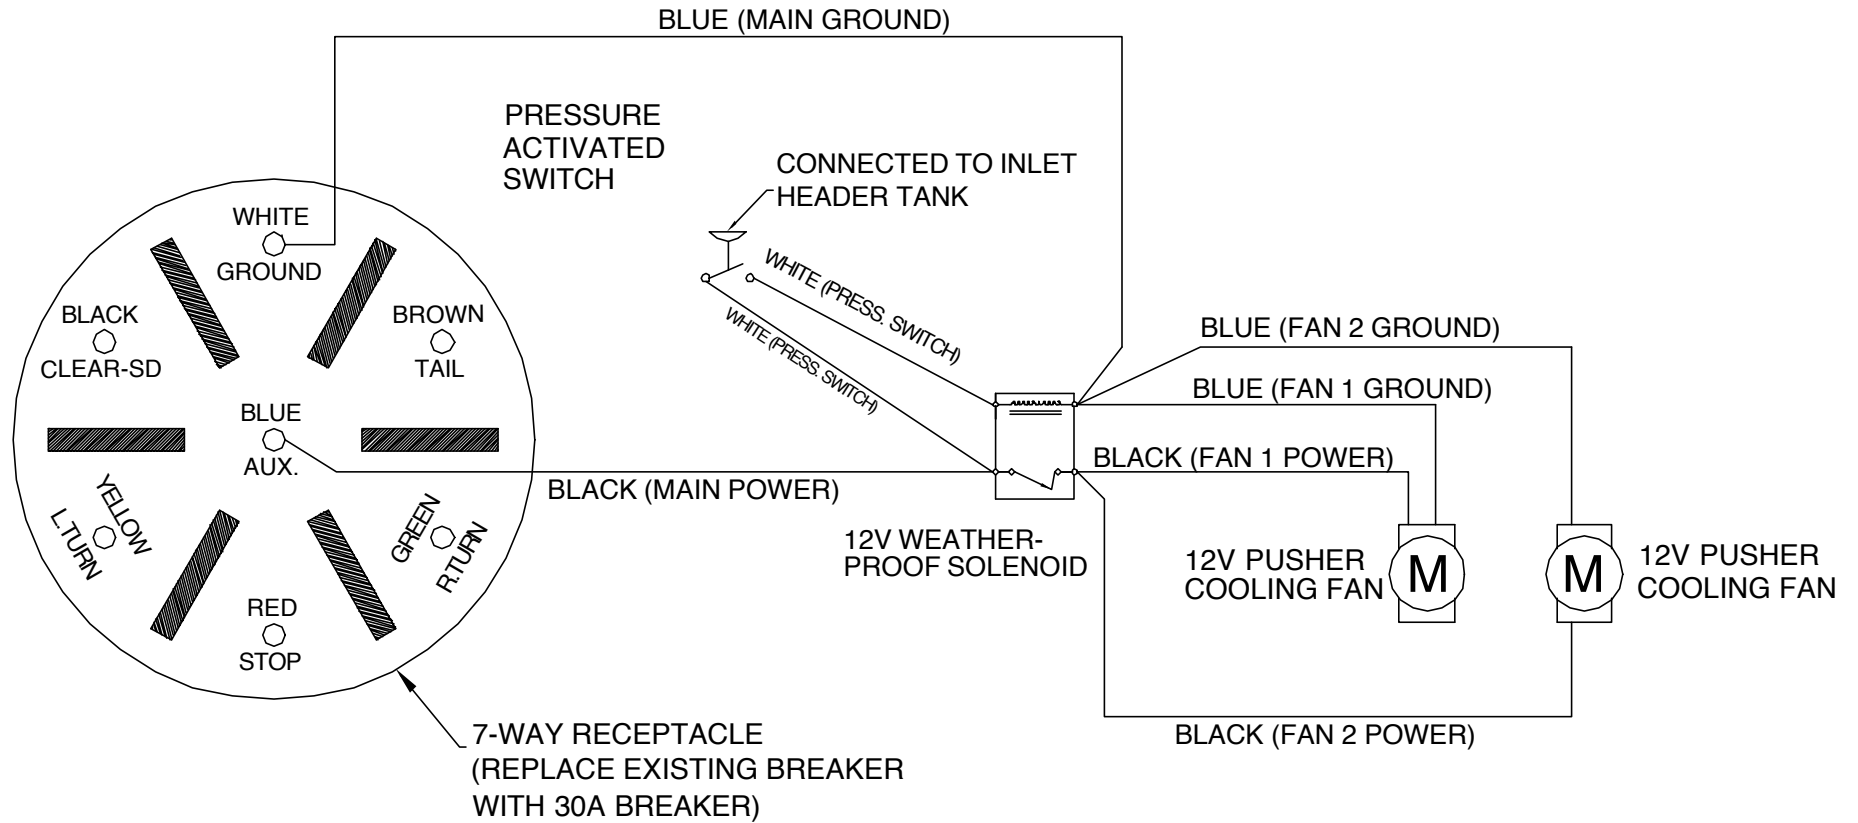 BLUE (MAIN GROUND)
PRESSURE
ACTIVATED
SWITCH
CONNECTED TO INLET
HEADER TANK
WHITE
GROUND
BLACK
CLEAR-SD
BROWN
TAIL
BLUE
AUX.
YELLOW
L.TURN
GREEN
R.TURN
RED
STOP
WHITE (PRESS. SWITCH)
WHITE (PRESS. SWITCH)
BLUE (FAN 2 GROUND)
BLUE (FAN 1 GROUND)
BLACK (FAN 1 POWER)
BLACK (MAIN POWER)
12V WEATHER-
PROOF SOLENOID
12V PUSHER
COOLING FAN
M
M
12V PUSHER
COOLING FAN
BLACK (FAN 2 POWER)
7-WAY RECEPTACLE
(REPLACE EXISTING BREAKER
WITH 30A BREAKER)